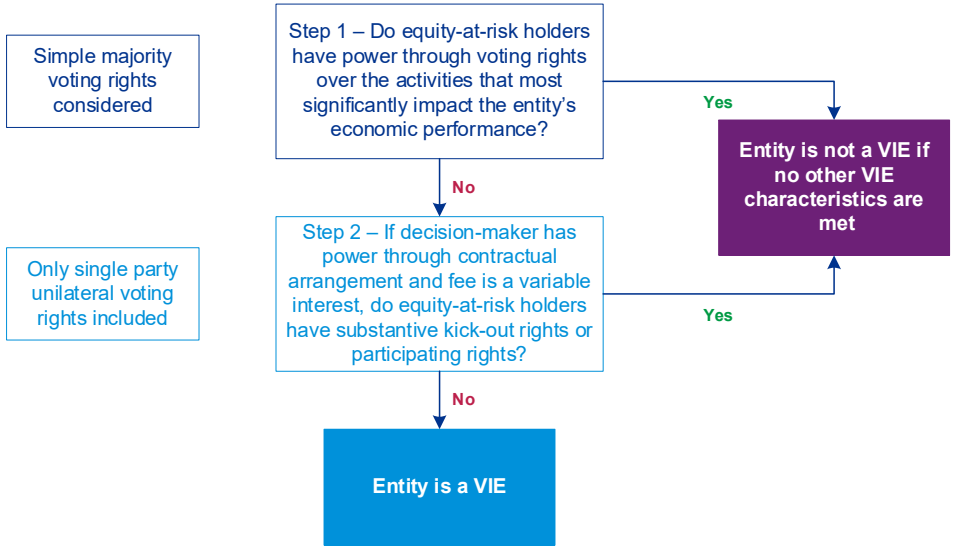 Simple majority
voting rights
considered
Step 1 – Do equity-at-risk holders
have power through voting rights
over the activities that most
significantly impact the entity’s
economic performance?
Yes
Entity is not a VIE if
no other VIE
characteristics are
met
No
Only single party
unilateral voting
rights included
Step 2 – If decision-maker has
power through contractual
arrangement and fee is a variable
interest, do equity-at-risk holders
have substantive kick-out rights or
participating rights?
Yes
No
Entity is a VIE